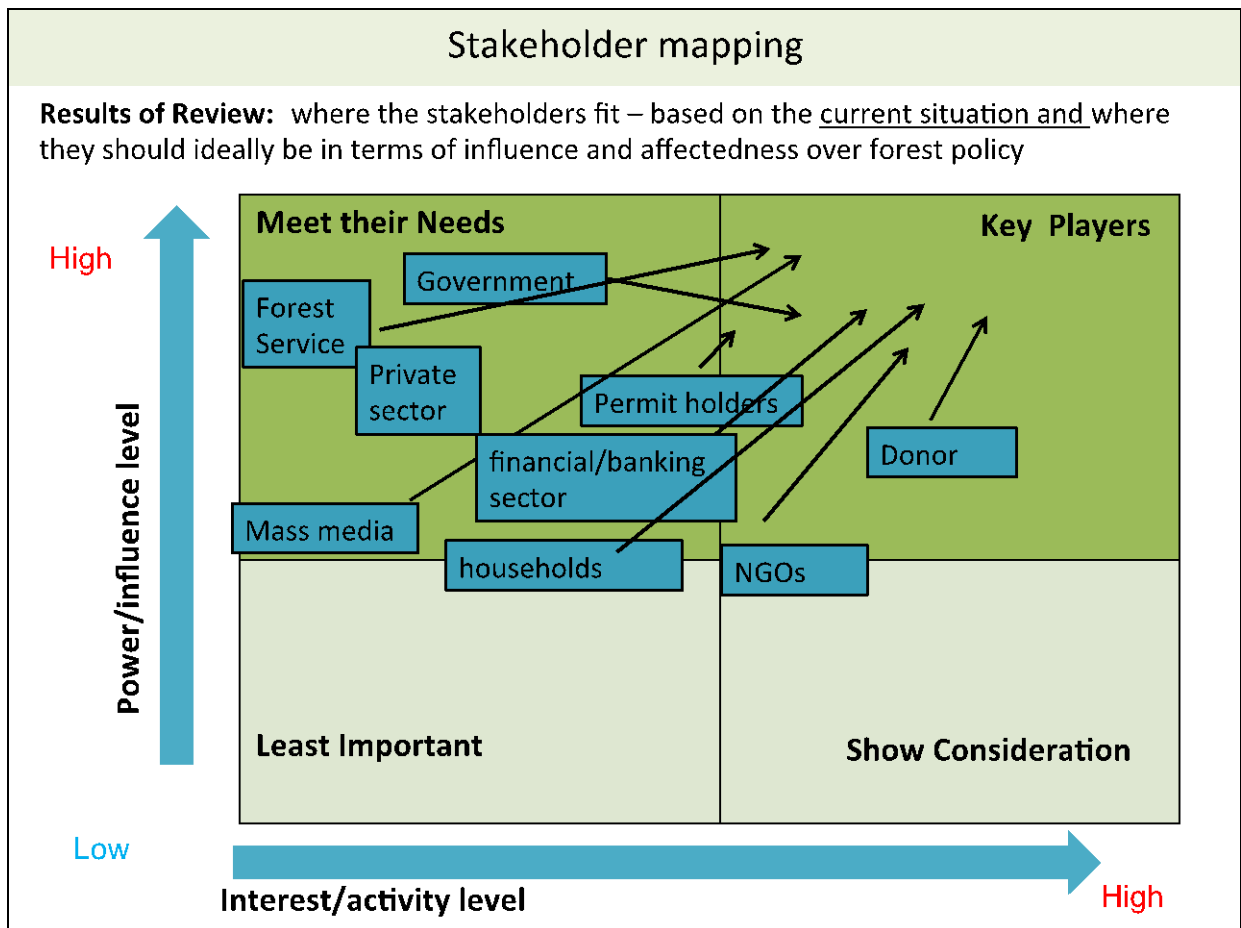 Stakeholder mapping
Results of Review: where the stakeholders fit – based on the current situation and where
they should ideally be in terms of influence and affectedness over forest policy
Meet their Needs
Key Players
High
Government
Forest
Service
Private
sector
Permit holders
financial/banking
sector
Donor
Mass media
households
NGOs
Power/influence level
Least Important
Show Consideration
Low
Interest/activity level
High